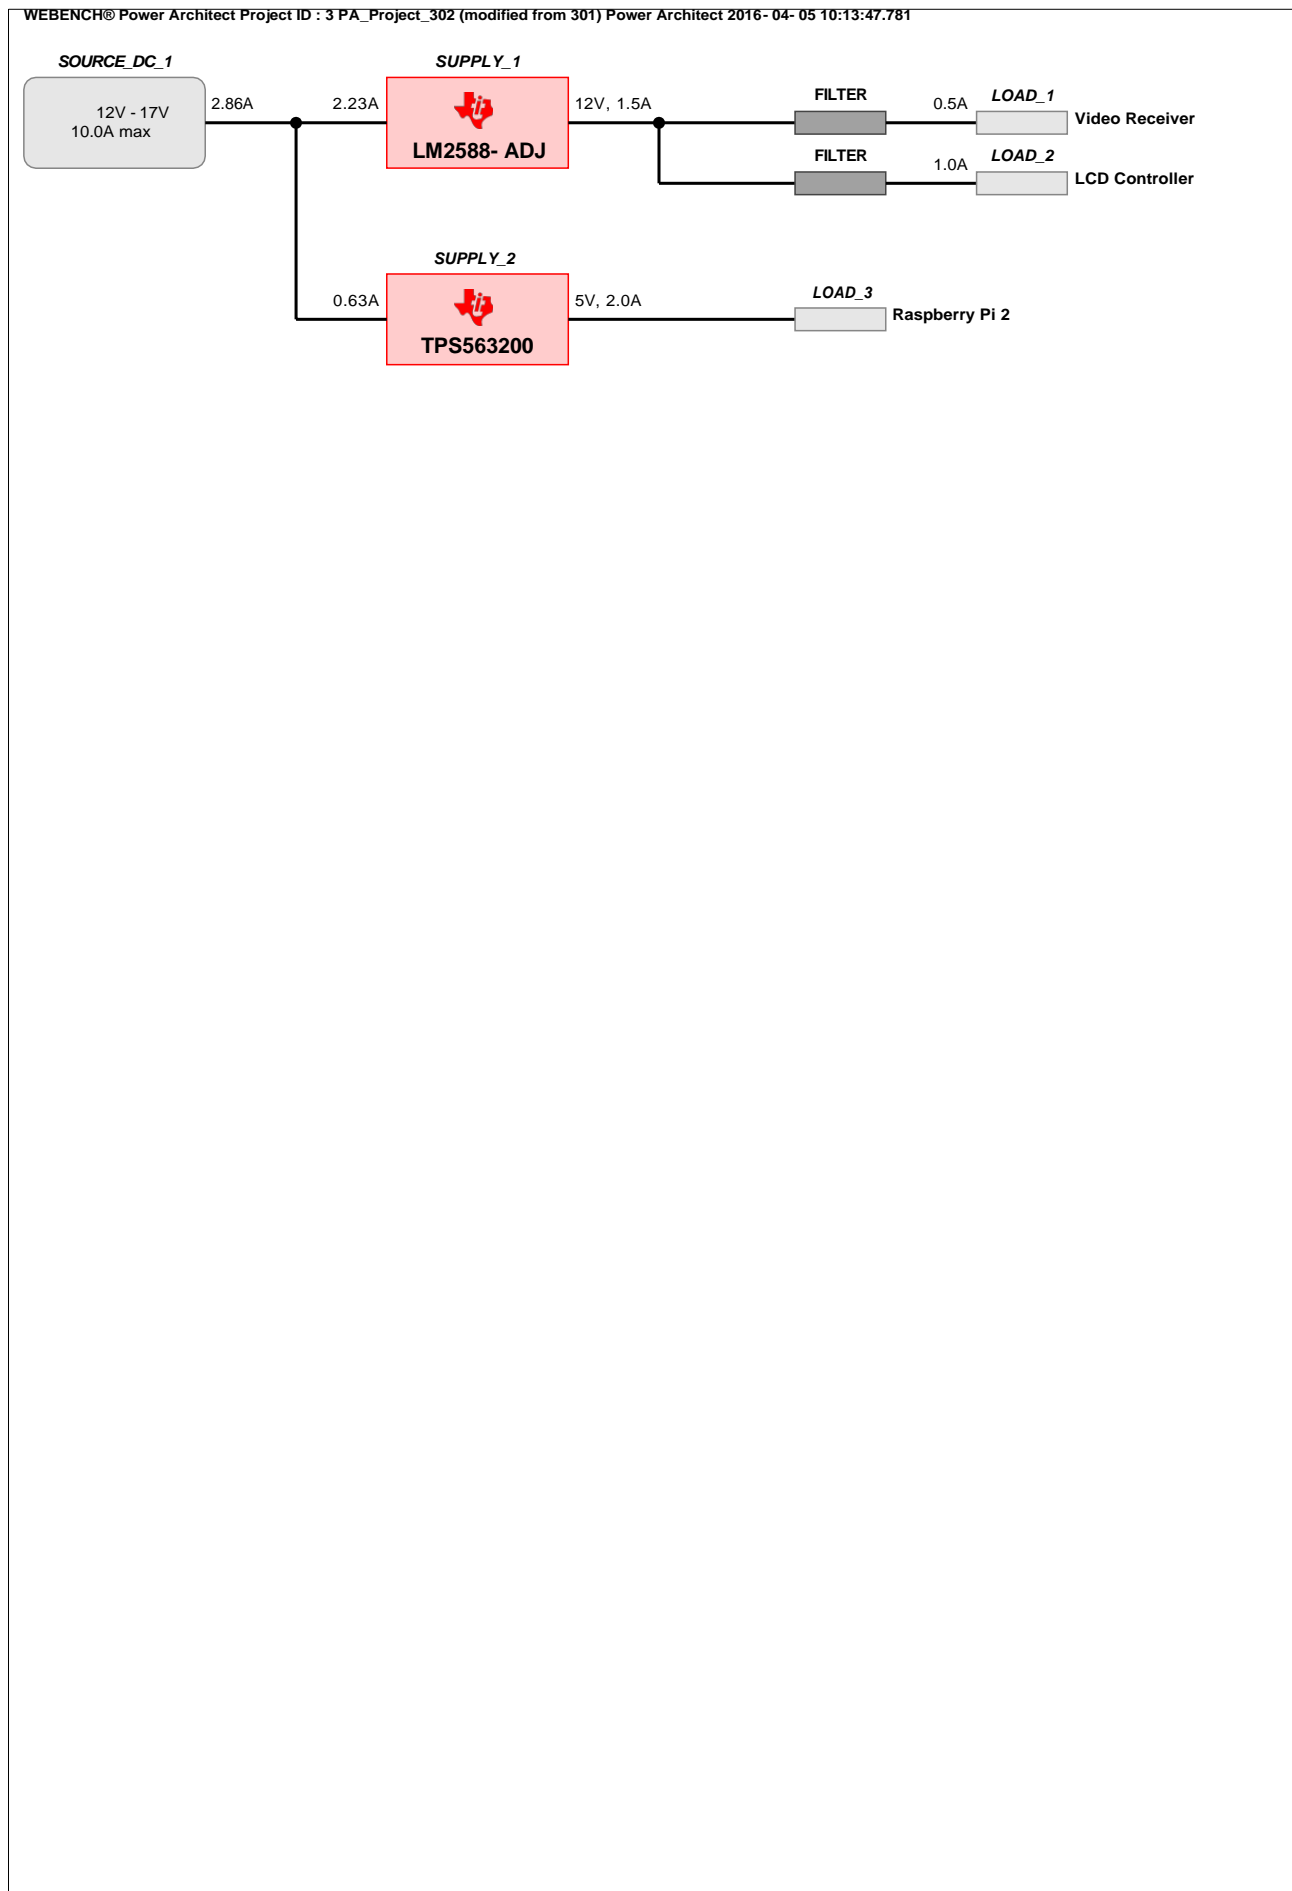 WEBENCH® Power Architect Project ID : 3 PA_Project_302 (modified from 301) Power Architect 2016- 04- 05 10:13:47.781
SOURCE_DC_1
12V - 17V
10.0A max
2.86A
2.23A
SUPPLY_1
LM2588- ADJ
12V, 1.5A
FILTER
0.5A
LOAD_1
Video Receiver
FILTER
1.0A
LOAD_2
LCD Controller
0.63A
SUPPLY_2
TPS563200
5V, 2.0A
LOAD_3
Raspberry Pi 2